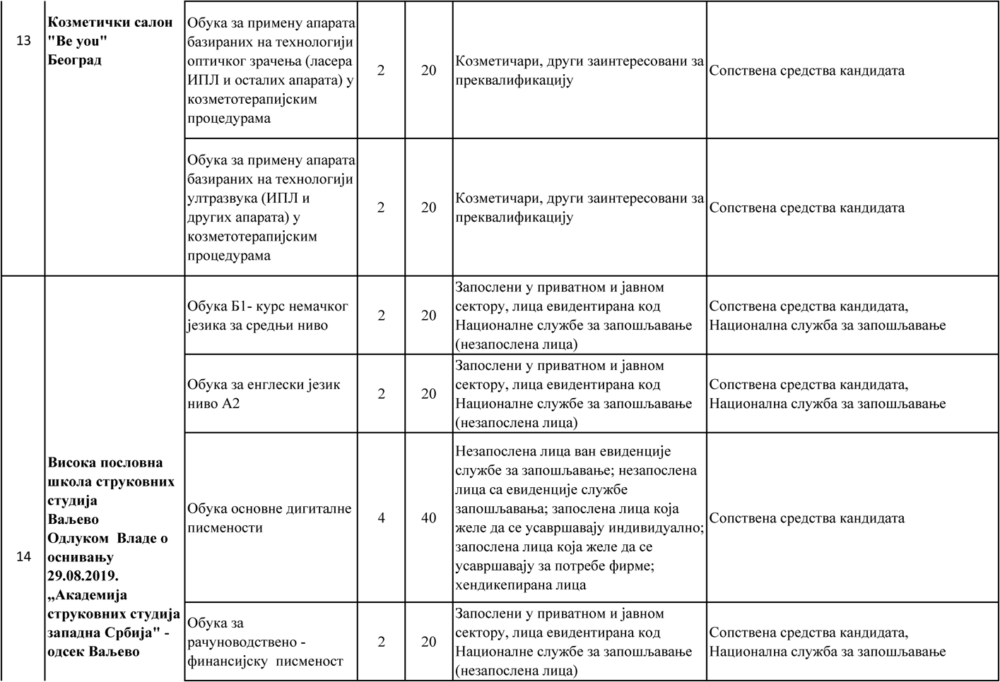 13
Козметички салон
"Be you"
Београд
Обука за примену апарата
базираних на технологији
оптичког зрачења (ласера
ИПЛ и осталих апарата) у
козметотерапијским
процедурама
2
20
Козметичари, други заинтересовани за
преквалификацију
Сопствена средства кандидата
Обука за примену апарата
базираних на технологији
ултразвука (ИПЛ и
других апарата) у
козметотерапијским
процедурама
2
20
Козметичари, други заинтересовани за
преквалификацију
Сопствена средства кандидата
14
Висока пословна
школа струковних
студија
Ваљево
Одлуком  Владе о
оснивању
29.08.2019.
„Академија
струковних студија
западна Србија" -
одсек Ваљево
Обука Б1- курс немачког
језика за средњи ниво
2
20
Запослени у приватном и јавном
сектору, лица евидентирана код
Националне службе за запошљавање
(незапослена лица)
Сопствена средства кандидата,
Национална служба за запошљавање
Обука за енглески језик
ниво А2
2
20
Запослени у приватном и јавном
сектору, лица евидентирана код
Националне службе за запошљавање
(незапослена лица)
Сопствена средства кандидата,
Национална служба за запошљавање
Обука основне дигиталне
писмености
4
40
Незапослена лица ван евиденције
службе за запошљавање; незапослена
лица са евиденције службе
запошљавања; запослена лица која
желе да се усавршавају индивидуално;
запослена лица која желе да се
усавршавају за потребе фирме;
хендикепирана лица
Сопствена средства кандидата
Обука за
рачуноводствено -
финансијску  писменост
2
20
Запослени у приватном и јавном
сектору, лица евидентирана код
Националне службе за запошљавање
(незапослена лица)
Сопствена средства кандидата,
Национална служба за запошљавање